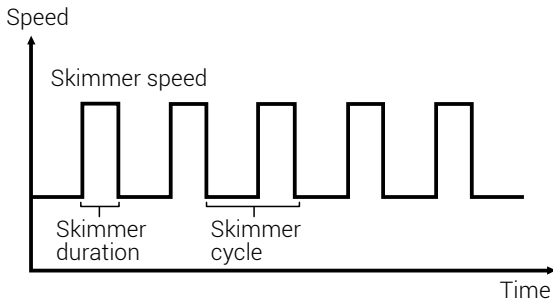 Speed
Skimmer speed
Skimmer
duration
Skimmer
cycle
Time